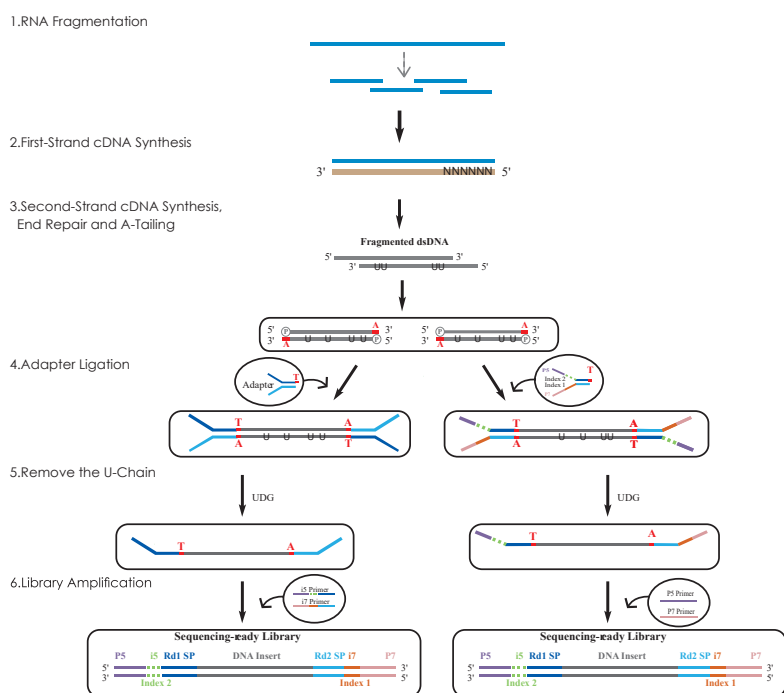 1.RNA Fragmentation
2.First-Strand cDNA Synthesis
3' NNNNNN 5'
3.Second-Strand cDNA Synthesis,
End Repair and A-Tailing
Fragmented dsDNA
5' 3'
3' UU UU 5'
A
5' P 3'
3' U U U U P 5'
A
A
5' P 3'
3' U U U U P 5'
A
4.Adapter Ligation
Adapter T
P5 T
Index 2
Index 1
P7
T A
U U U U
A T
T A
U U UU
A T
5.Remove the U-Chain
UDG
UDG
T A
T A
6.Library Amplification
i5 Primer
i7 Primer
P5 Primer
P7 Primer
Sequencing-ready Library
P5 i5 Rd1 SP DNA Insert Rd2 SP i7 P7
5' 3'
3' 5'
Index 2 Index 1
Sequencing-ready Library
P5 i5 Rd1 SP DNA Insert Rd2 SP i7 P7
5' 3'
3' 5'
Index 2 Index 1